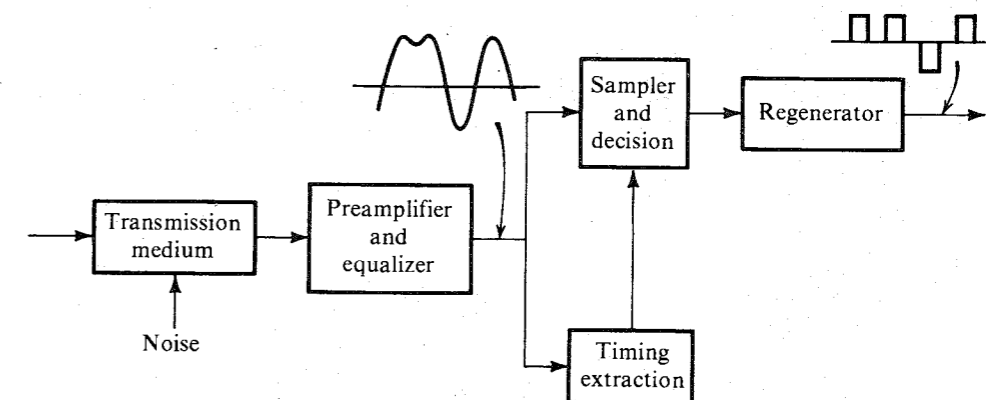 Sampler
and
decision
Regenerator
Transmission
medium
Preamplifier
and
equalizer
Noise
Timing
extraction